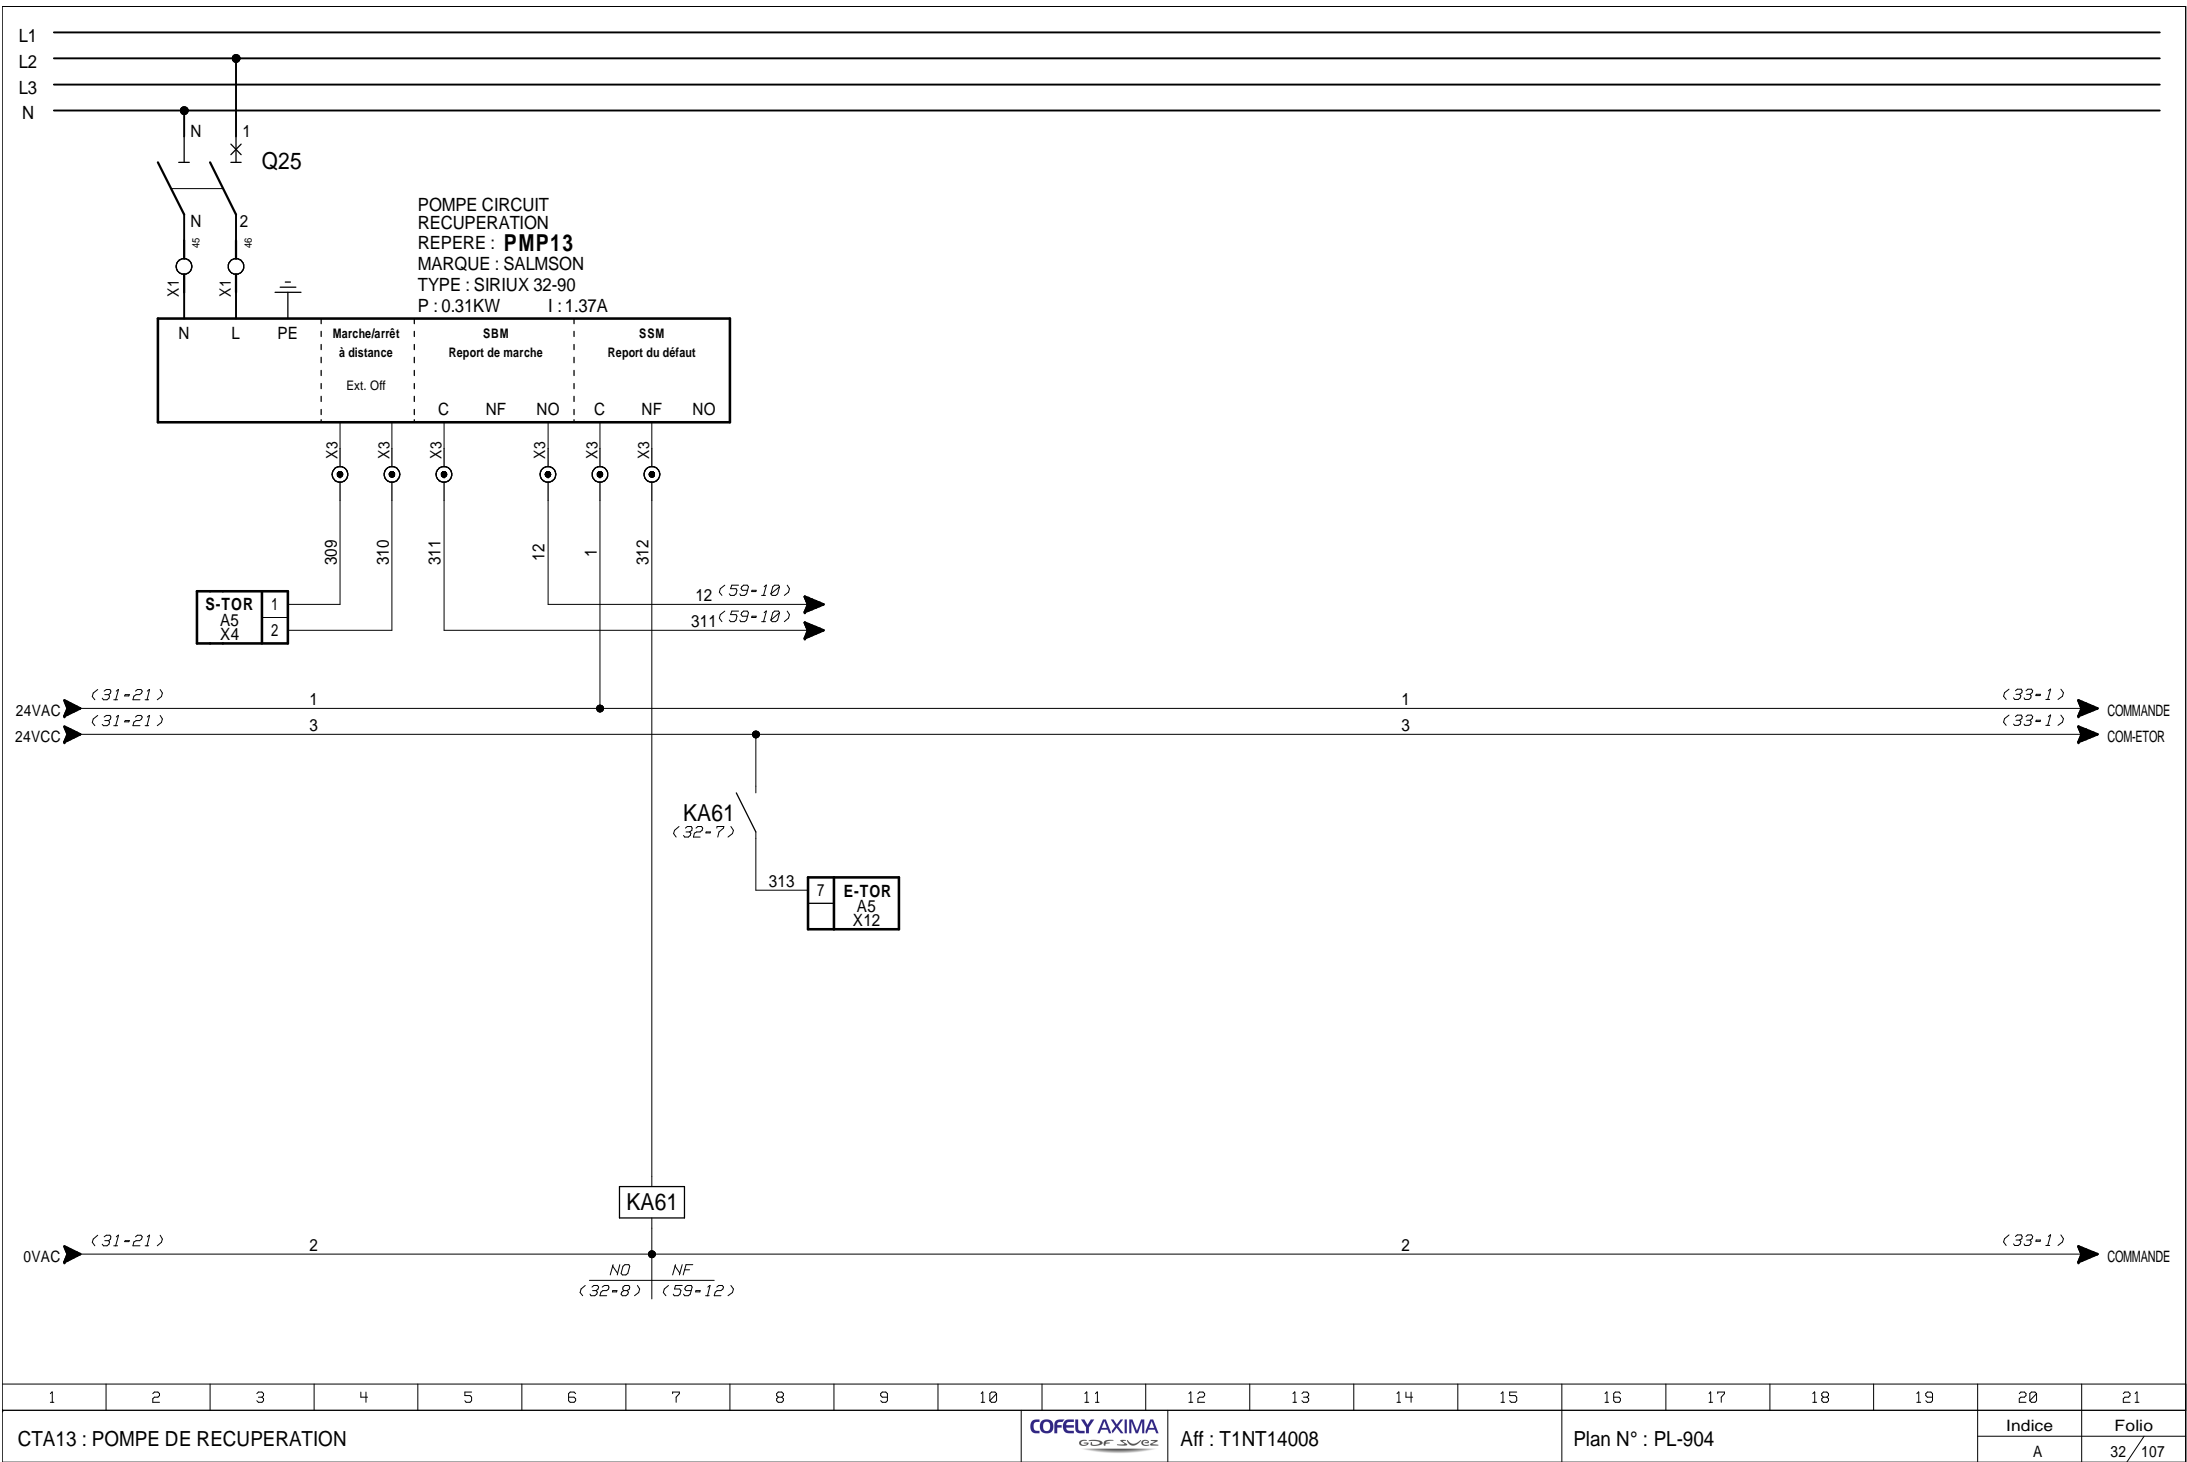 L1
L2
L3
N
N 1
Q25
N 2
45 46
X1 X1
POMPE CIRCUIT
RECUPERATION
REPERE : PMP13
MARQUE : SALMSON
TYPE : SIRIUX 32-90
P : 0.31KW I : 1.37A
N L PE
Marche/arrêt
à distance
Ext. Off
SBM
Report de marche
C NF NO
SSM
Report du défaut
C NF NO
X3 X3 X3 X3 X3 X3
309 310 311 12 1 312
S-TOR 1
A5
X4 2
12 (59-10)
311 (59-10)
24VAC (31-21) 1 1 (33-1) COMMANDE
24VCC (31-21) 3 3 (33-1) COM-ETOR
KA61
(32-7)
313 7 E-TOR
A5
X12
KA61
0VAC (31-21) 2 2 (33-1) COMMANDE
NO NF
(32-8) (59-12)
1 2 3 4 5 6 7 8 9 10 11 12 13 14 15 16 17 18 19 20 21
CTA13 : POMPE DE RECUPERATION
COFELY AXIMA
GDF SUEZ
Aff : T1NT14008
Plan N° : PL-904
Indice
A
Folio
32/107